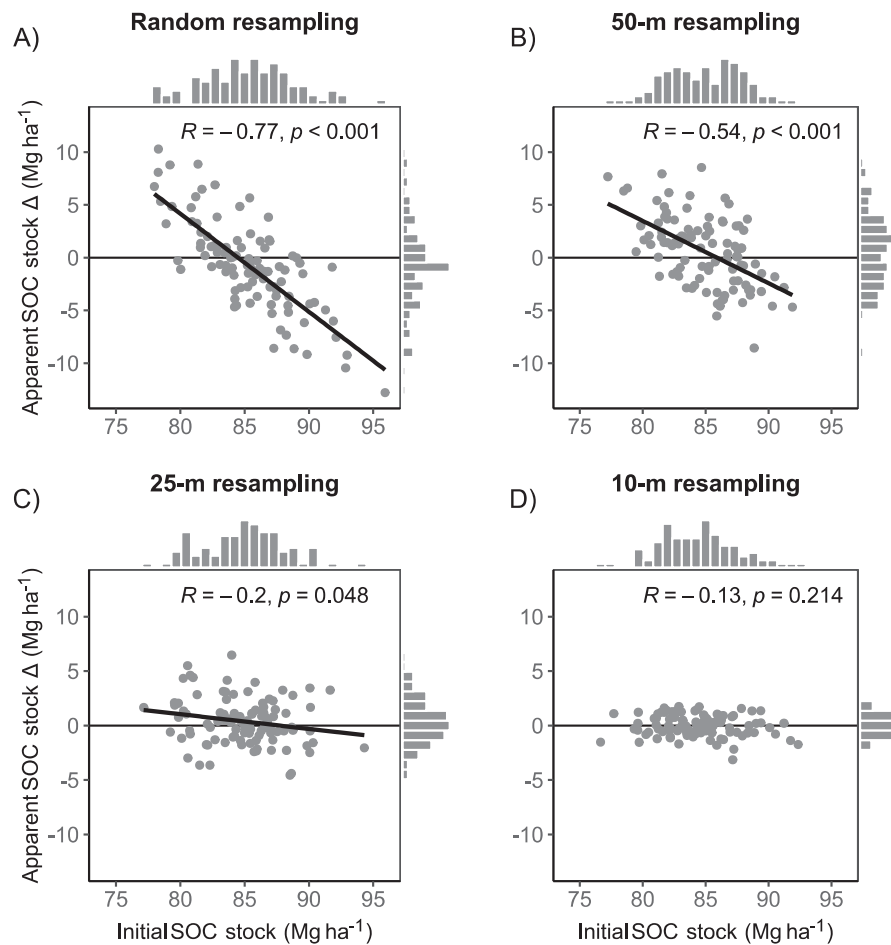 Random resampling
50-m resampling
A)
B)
R = −0.77, p < 0.001
R = −0.54, p < 0.001
10
5
0
-5
-10
10
5
0
-5
-10
Apparent SOC stock Δ (Mg ha⁻¹)
75 80 85 90 95
75 80 85 90 95
25-m resampling
10-m resampling
C)
D)
R = −0.2, p = 0.048
R = −0.13, p = 0.214
10
5
0
-5
-10
10
5
0
-5
-10
Apparent SOC stock Δ (Mg ha⁻¹)
75 80 85 90 95
75 80 85 90 95
Initial SOC stock (Mg ha⁻¹)
Initial SOC stock (Mg ha⁻¹)